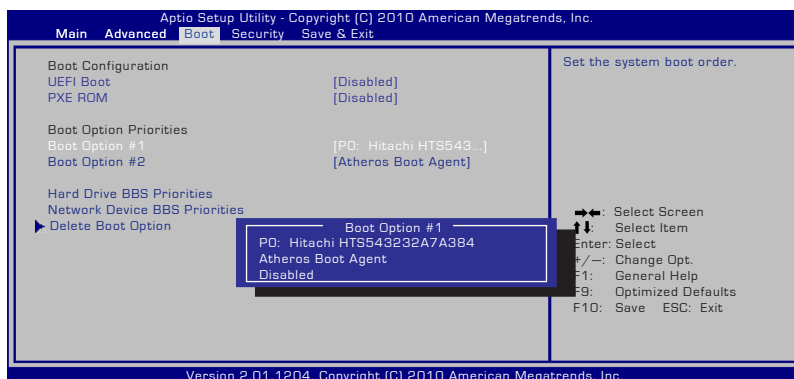 Aptio Setup Utility - Copyright (C) 2010 American Megatrends, Inc.
Main Advanced Boot Security Save & Exit
Boot Configuration
UEFI Boot [Disabled]
PXE ROM [Disabled]
Boot Option Priorities
Boot Option #1 [P0: Hitachi HTS543...]
Boot Option #2 [Atheros Boot Agent]
Hard Drive BBS Priorities
Network Device BBS Priorities
Delete Boot Option
Boot Option #1
P0: Hitachi HTS543232A7A384
Atheros Boot Agent
Disabled
Set the system boot order.
→←: Select Screen
↑↓: Select Item
Enter: Select
+/—: Change Opt.
F1: General Help
F9: Optimized Defaults
F10: Save ESC: Exit
Version 2.01.1204. Copyright (C) 2010 American Megatrends, Inc.